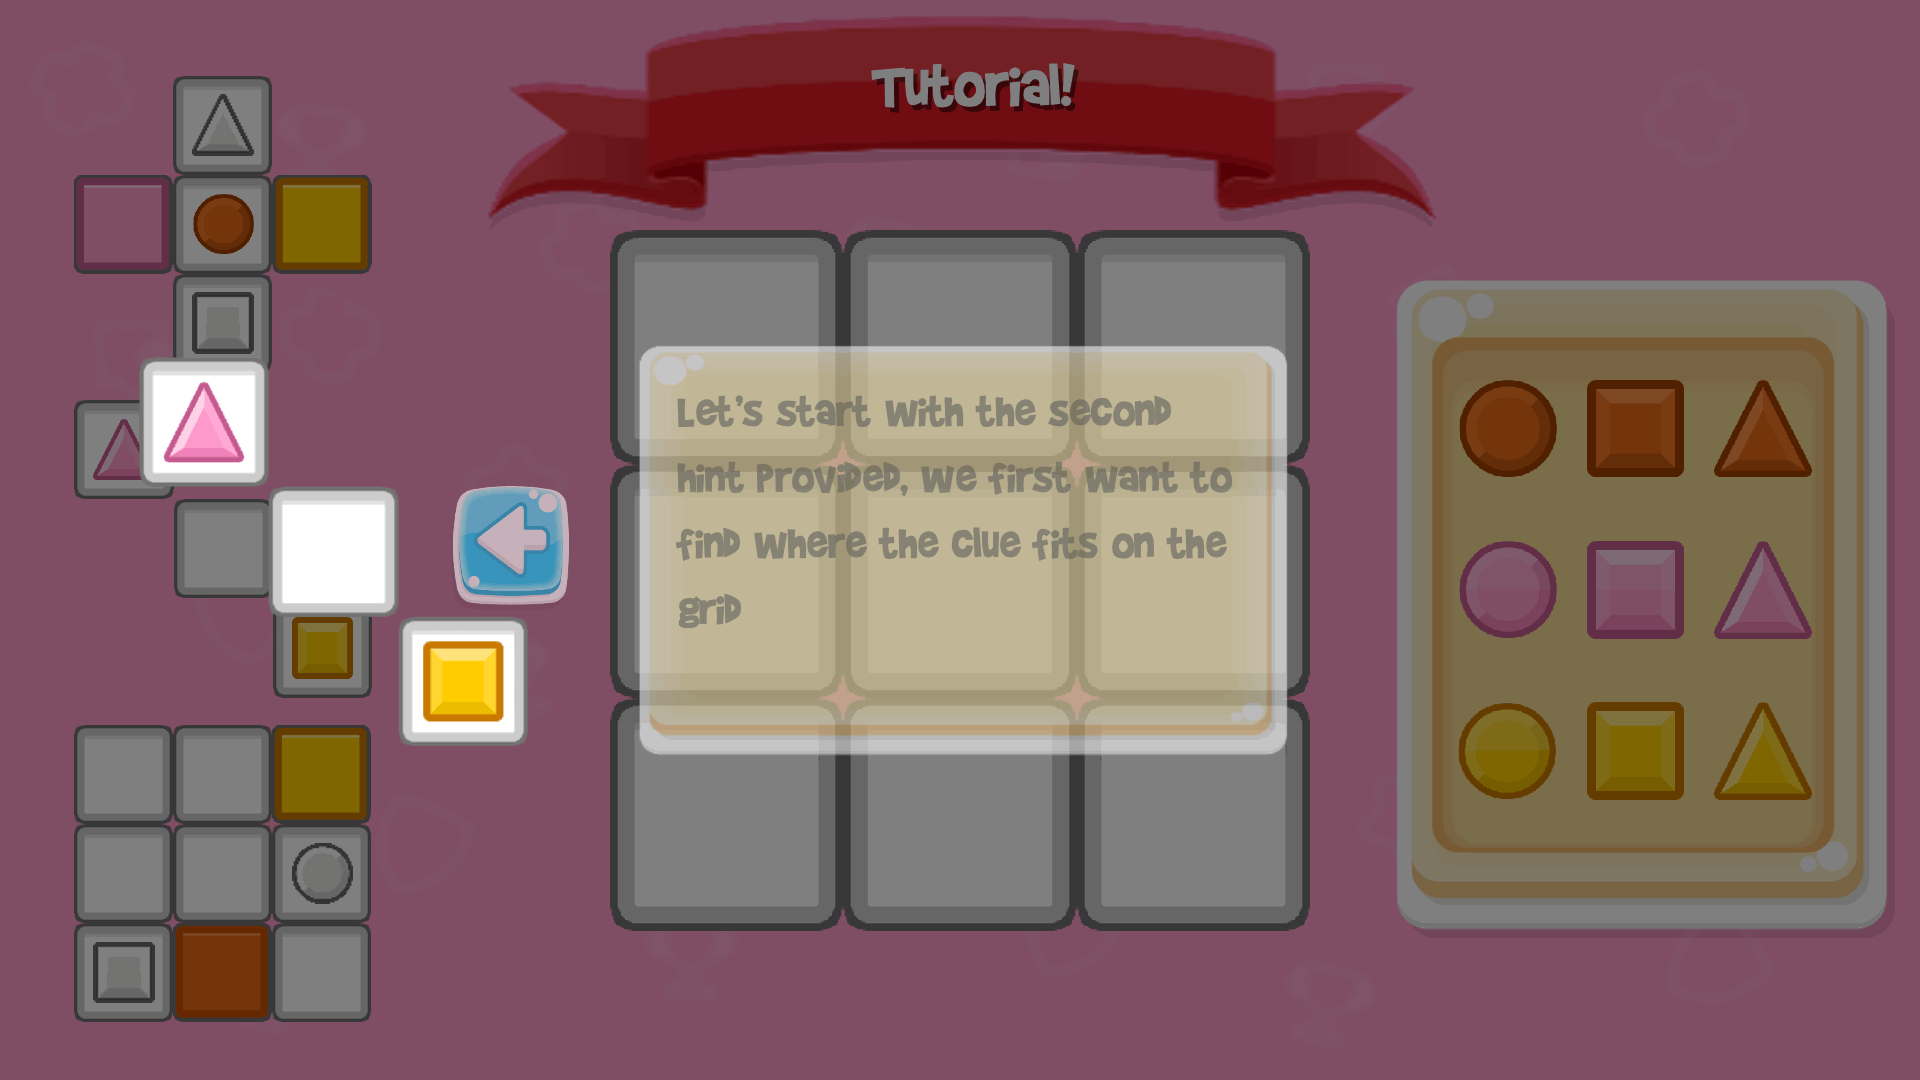 Tutorial!
Let's start with the second
hint provided, we first want to
find where the clue fits on the
grid